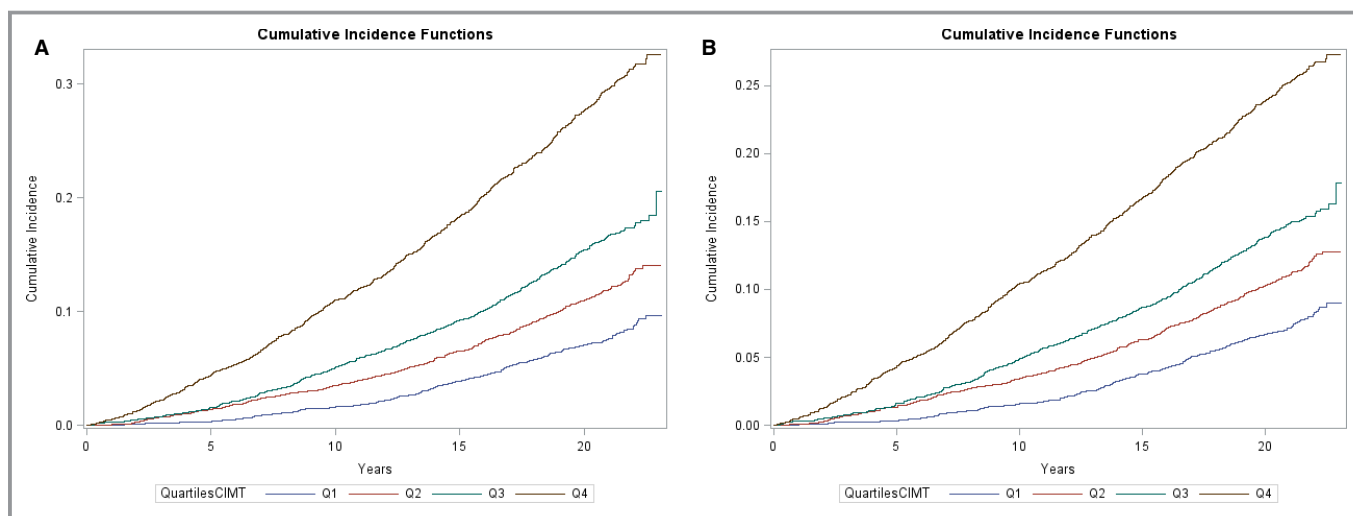 A
Cumulative Incidence Functions
Cumulative Incidence
0.3
0.2
0.1
0.0
0 5 10 15 20
Years
QuartilesCIMT Q1 Q2 Q3 Q4
B
Cumulative Incidence Functions
Cumulative Incidence
0.25
0.20
0.15
0.10
0.05
0.00
0 5 10 15 20
Years
QuartilesCIMT Q1 Q2 Q3 Q4